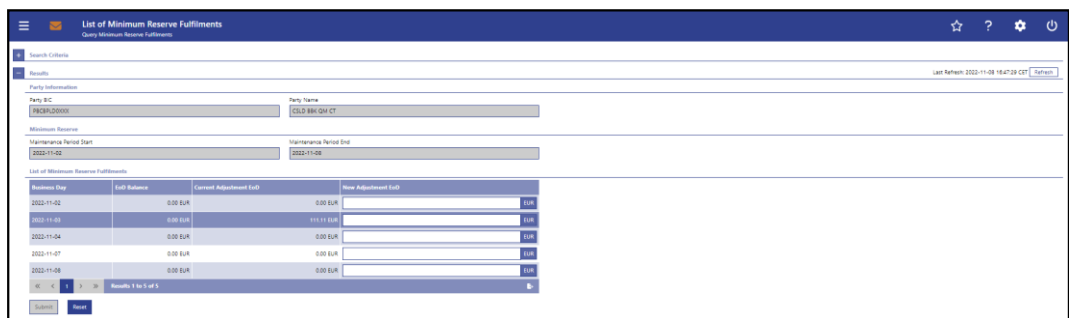 List of Minimum Reserve Fulfilments
Query Minimum Reserve Fulfilments
Search Criteria
Results
Last Refresh: 2022-11-08 16:47:29 CET Refresh
Party Information
Party BIC Party Name
CSLD BBK QM CT
Minimum Reserve
Maintenance Period Start Maintenance Period End
2022-11-02 2022-11-08
List of Minimum Reserve Fulfilments
Business Day EoD Balance Current Adjustment EoD New Adjustment EoD
2022-11-02 0.00 EUR 0.00 EUR EUR
2022-11-03 0.00 EUR 111.11 EUR EUR
2022-11-04 0.00 EUR 0.00 EUR EUR
2022-11-07 0.00 EUR 0.00 EUR EUR
2022-11-08 0.00 EUR 0.00 EUR EUR
1 Results 1 to 5 of 5
Submit Reset